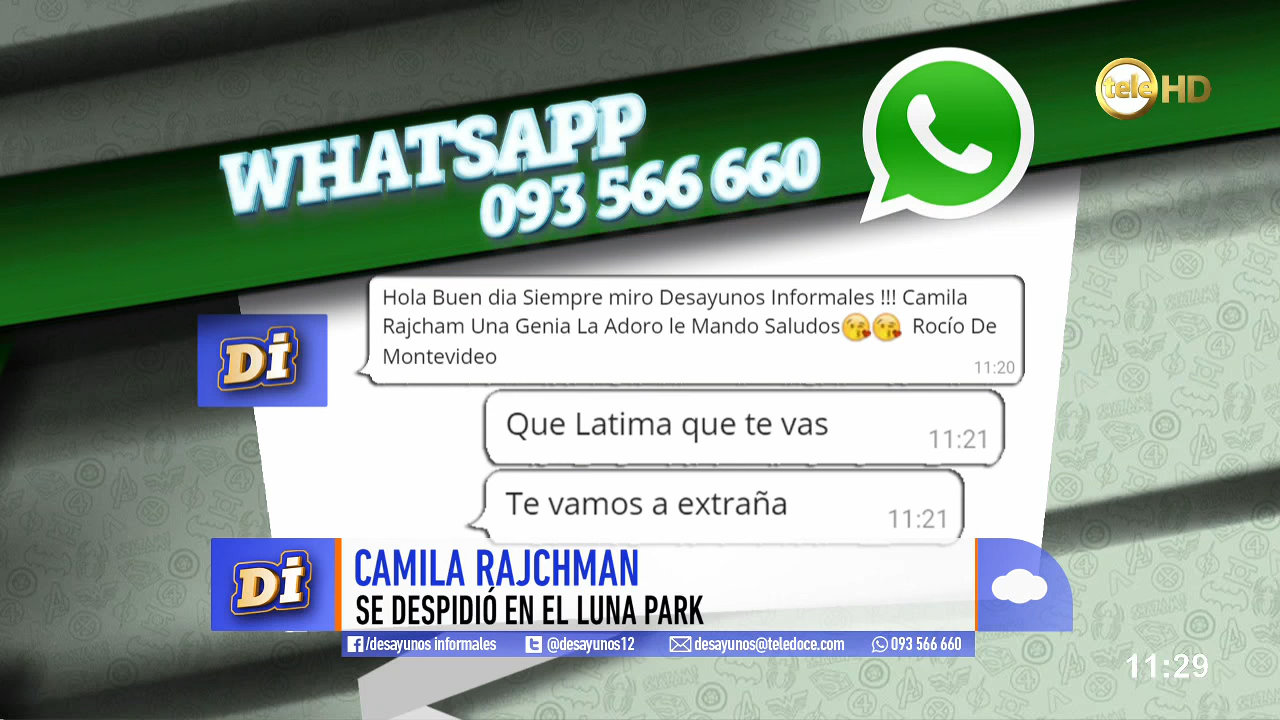 tele HD
WHATSAPP
093 566 660
Hola Buen dia Siempre miro Desayunos Informales !!! Camila
Rajcham Una Genia La Adoro le Mando Saludos😘😘 Rocío De
Montevideo
11:20
Di
Que Latima que te vas
11:21
Te vamos a extraña
11:21
Di
CAMILA RAJCHMAN
SE DESPIDIÓ EN EL LUNA PARK
/desayunos informales @desayunos12 desayunos@teledoce.com 093 566 660
11:29